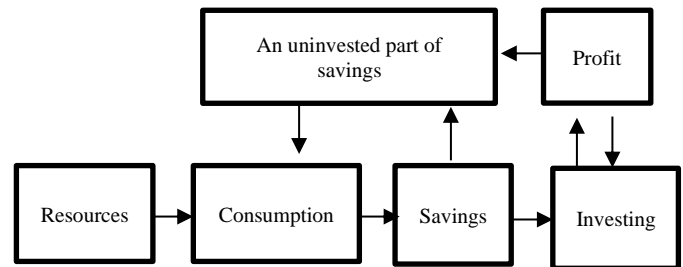 An uninvested part of
savings
Profit
Resources
Consumption
Savings
Investing